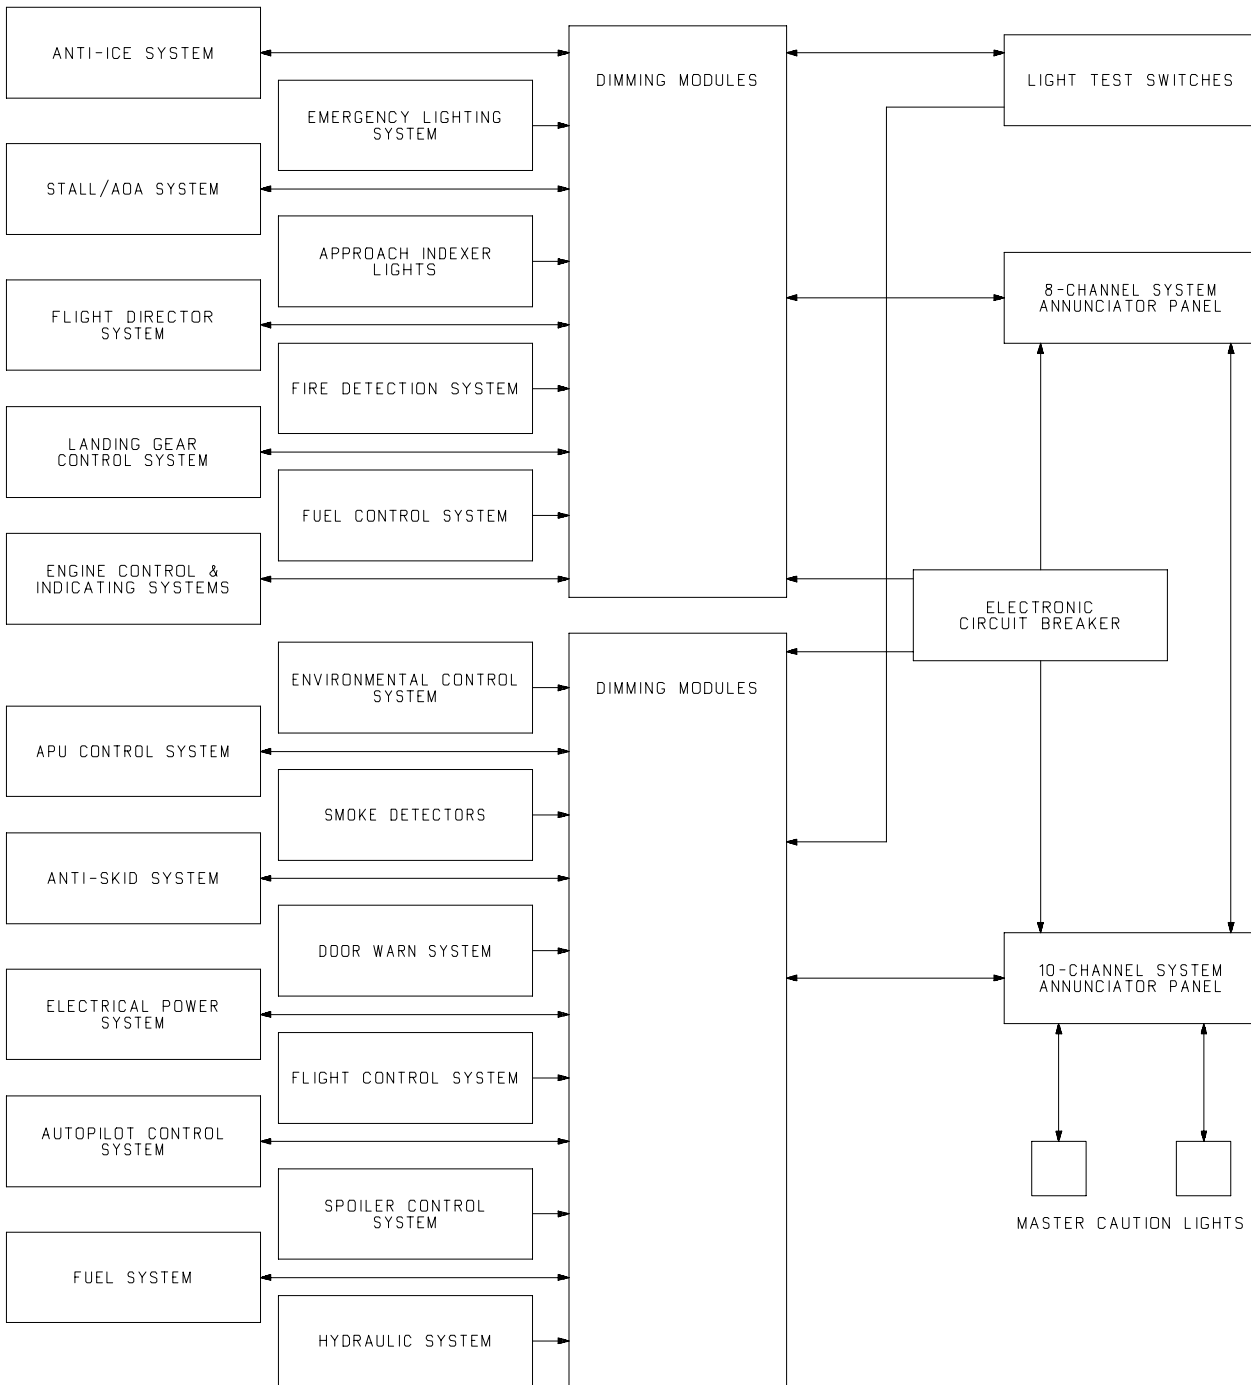 ANTI-ICE SYSTEM
DIMMING MODULES
LIGHT TEST SWITCHES
EMERGENCY LIGHTING
SYSTEM
STALL/AOA SYSTEM
APPROACH INDEXER
LIGHTS
8-CHANNEL SYSTEM
ANNUNCIATOR PANEL
FLIGHT DIRECTOR
SYSTEM
FIRE DETECTION SYSTEM
LANDING GEAR
CONTROL SYSTEM
FUEL CONTROL SYSTEM
ENGINE CONTROL &
INDICATING SYSTEMS
ELECTRONIC
CIRCUIT BREAKER
ENVIRONMENTAL CONTROL
SYSTEM
DIMMING MODULES
APU CONTROL SYSTEM
SMOKE DETECTORS
ANTI-SKID SYSTEM
DOOR WARN SYSTEM
10-CHANNEL SYSTEM
ANNUNCIATOR PANEL
ELECTRICAL POWER
SYSTEM
FLIGHT CONTROL SYSTEM
AUTOPILOT CONTROL
SYSTEM
SPOILER CONTROL
SYSTEM
MASTER CAUTION LIGHTS
FUEL SYSTEM
HYDRAULIC SYSTEM